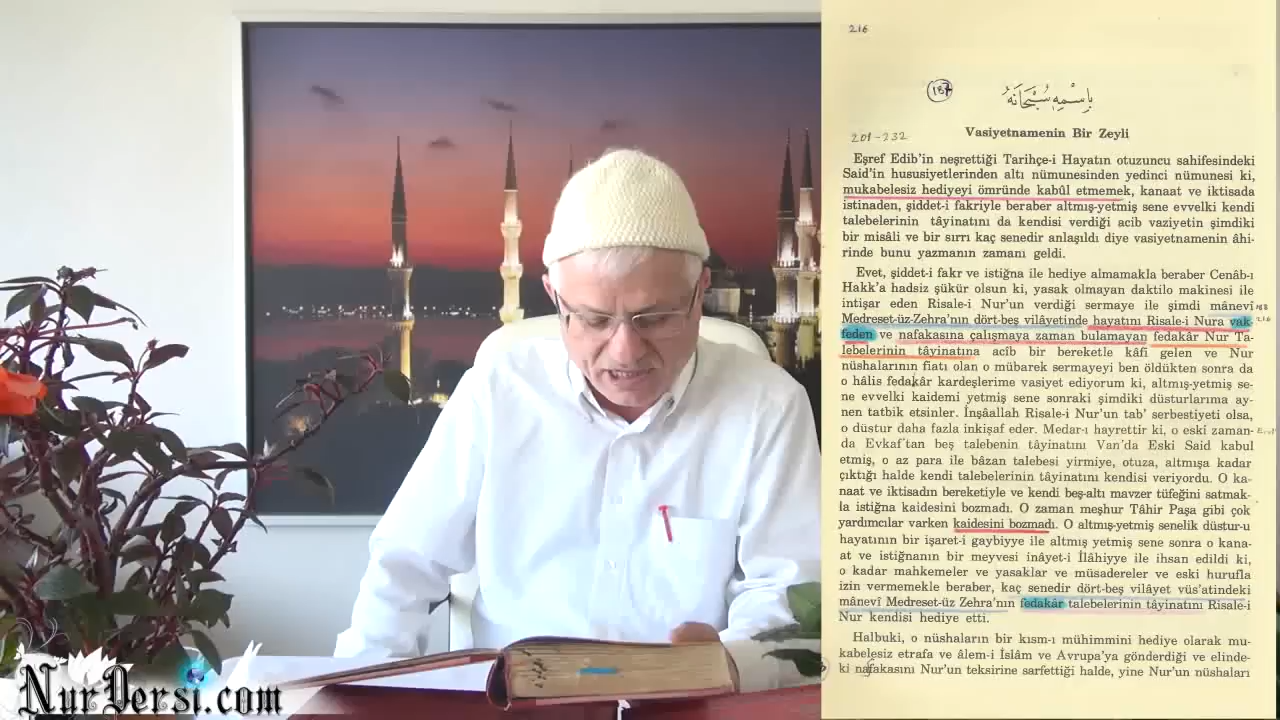 216
187
باِسْمِهِ سُبْحَانَهُ
Vasiyetnamenin Bir Zeyli
201-232
Eşref Edib'in neşrettiği Tarihçe-i Hayatın otuzuncu sahifesindeki
Said'in hususiyetlerinden altı nümunesinden yedinci nümunesi ki,
mukabelesiz hediyeyi ömründe kabûl etmemek, kanaat ve iktisada
istinaden, şiddet-i fakriyle beraber altmış-yetmiş sene evvelki kendi
talebelerinin tâyinatını da kendisi verdiği acib vaziyetin şimdiki
bir misâli ve bir sırrı kaç senedir anlaşıldı diye vasiyetnamenin âhi-
rinde bunu yazmanın zamanı geldi.
Evet, şiddet-i fakr ve istiğna ile hediye almamakla beraber Cenâb-ı
Hakk'a hadsiz şükür olsun ki, yasak olmayan daktilo makinesi ile
intişar eden Risale-i Nur'un verdiği sermaye ile şimdi mânevî
Medreset-üz-Zehra'nın dört-beş vilâyetinde hayatını Risale-i Nura vak-
feden ve nafakasına çalışmaya zaman bulamayan fedakâr Nur Ta-
lebelerinin tâyinatına acib bir bereketle kâfi gelen ve Nur
nüshalarının fiatı olan o mübarek sermayeyi ben öldükten sonra da
o hâlis fedakâr kardeşlerime vasiyet ediyorum ki, altmış-yetmiş se-
ne evvelki kaidemi yetmiş sene sonraki şimdiki düsturlarıma ay-
nen tatbik etsinler. İnşâallah Risale-i Nur'un tab' serbestiyeti olsa,
o düstur daha fazla inkişaf eder. Medar-ı hayrettir ki, o eski zaman-
da Evkaf'tan beş talebenin tâyinatını Van'da Eski Said kabul
etmiş, o az para ile bâzan talebesi yirmiye, otuza, altmışa kadar
çıktığı halde kendi talebelerinin tâyinatını kendisi veriyordu. O ka-
naat ve iktisadın bereketiyle ve kendi beş-altı mavzer tüfeğini satmak-
la istiğna kaidesini bozmadı. O zaman meşhur Tâhir Paşa gibi çok
yardımcılar varken kaidesini bozmadı. O altmış-yetmiş senelik düstur-u
hayatının bir işaret-i gaybiyye ile altmış yetmiş sene sonra o kana-
at ve istiğnanın bir meyvesi inâyet-i İlâhiyye ile ihsan edildi ki,
o kadar mahkemeler ve yasaklar ve müsadereler ve eski hurufla
izin vermemekle beraber, kaç senedir dört-beş vilâyet vüs'atindeki
mânevî Medreset-üz Zehra'nın fedakâr talebelerinin tâyinatını Risale-i
Nur kendisi hediye etti.
Halbuki, o nüshaların bir kısm-ı mühimmini hediye olarak mu-
kabelesiz etrafa ve âlem-i İslâm ve Avrupa'ya gönderdiği ve elinde-
ki nafakasını Nur'un teksirine sarfettiği halde, yine Nur'un nüshaları
NurDersi.com